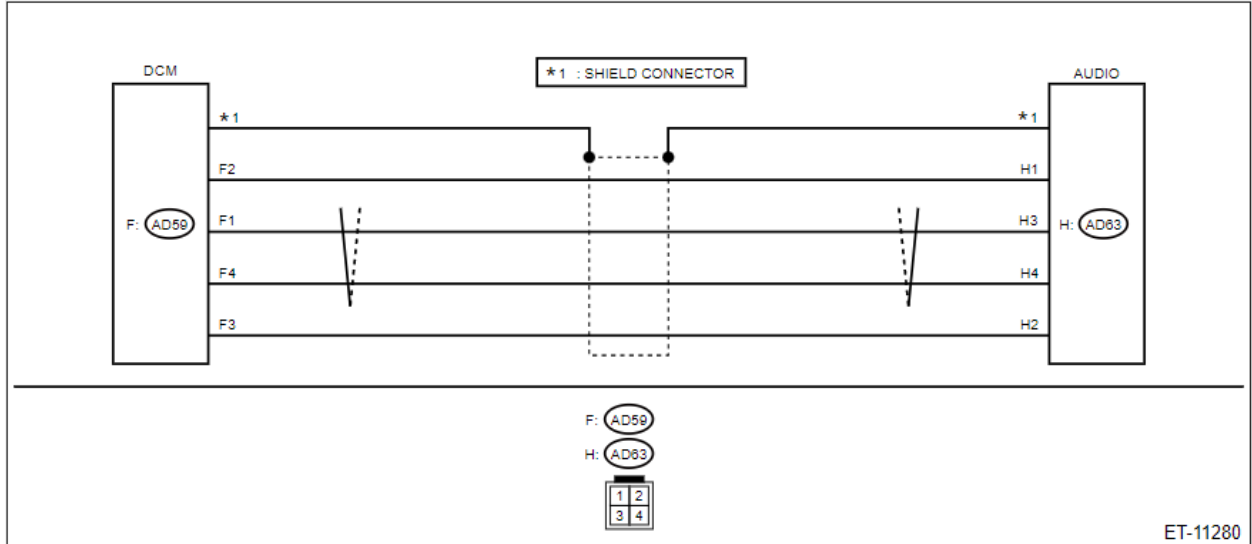 DCM
*1 : SHIELD CONNECTOR
AUDIO
*1 *1
F2 H1
F: AD59 F1 H3 H: AD63
F4 H4
F3 H2
F: AD59
H: AD63
1 2
3 4
ET-11280